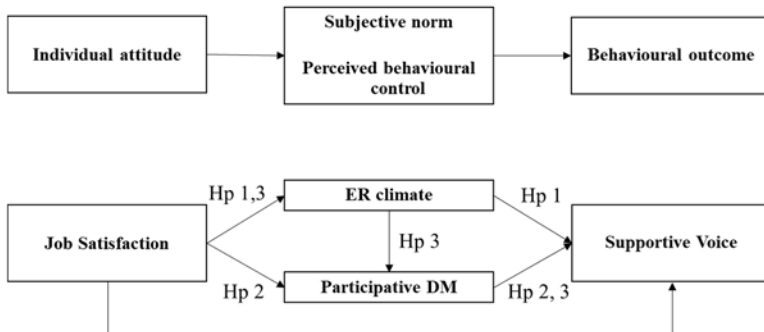 Individual attitude
Subjective norm
Perceived behavioural
control
Behavioural outcome
Hp 1,3
ER climate
Hp 1
Job Satisfaction
Hp 3
Supportive Voice
Hp 2
Participative DM
Hp 2, 3